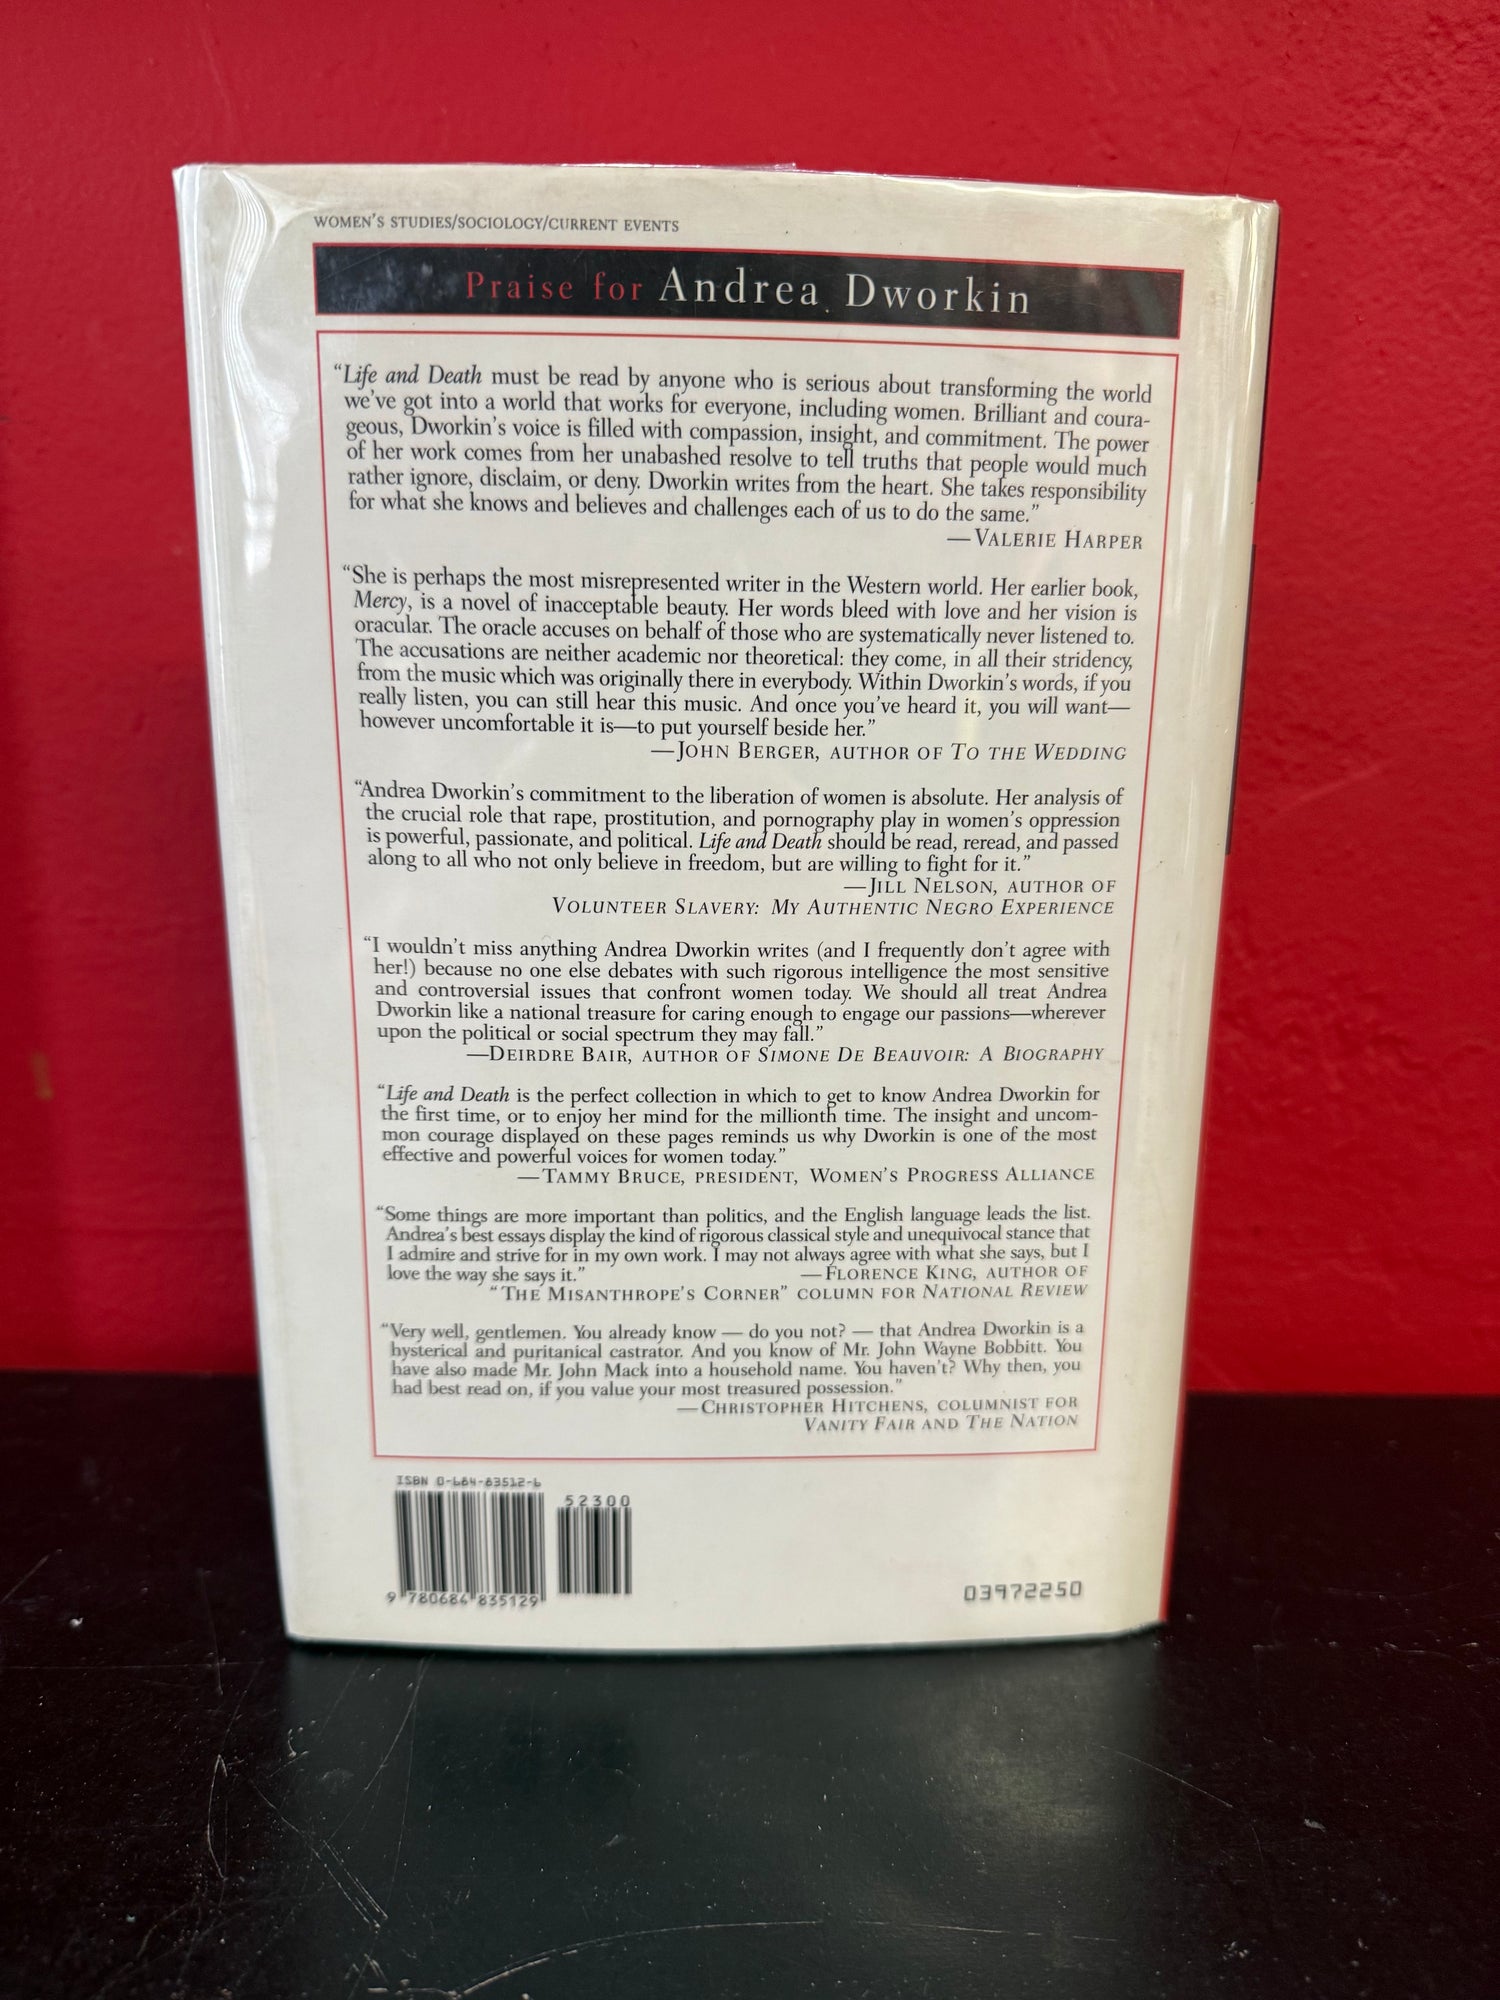 WOMEN'S STUDIES/SOCIOLOGY/CURRENT EVENTS
Praise for Andrea Dworkin
"Life and Death must be read by anyone who is serious about transforming the world
we've got into a world that works for everyone, including women. Brilliant and coura-
geous, Dworkin's voice is filled with compassion, insight, and commitment. The power
of her work comes from her unabashed resolve to tell truths that people would much
rather ignore, disclaim, or deny. Dworkin writes from the heart. She takes responsibility
for what she knows and believes and challenges each of us to do the same."
—VALERIE HARPER
"She is perhaps the most misrepresented writer in the Western world. Her earlier book,
Mercy, is a novel of inacceptable beauty. Her words bleed with love and her vision is
oracular. The oracle accuses on behalf of those who are systematically never listened to.
The accusations are neither academic nor theoretical: they come, in all their stridency,
from the music which was originally there in everybody. Within Dworkin's words, if you
really listen, you can still hear this music. And once you've heard it, you will want—
however uncomfortable it is—to put yourself beside her."
—JOHN BERGER, AUTHOR OF TO THE WEDDING
"Andrea Dworkin's commitment to the liberation of women is absolute. Her analysis of
the crucial role that rape, prostitution, and pornography play in women's oppression
is powerful, passionate, and political. Life and Death should be read, reread, and passed
along to all who not only believe in freedom, but are willing to fight for it."
—JILL NELSON, AUTHOR OF
VOLUNTEER SLAVERY: MY AUTHENTIC NEGRO EXPERIENCE
"I wouldn't miss anything Andrea Dworkin writes (and I frequently don't agree with
her!) because no one else debates with such rigorous intelligence the most sensitive
and controversial issues that confront women today. We should all treat Andrea
Dworkin like a national treasure for caring enough to engage our passions—wherever
upon the political or social spectrum they may fall."
—DEIRDRE BAIR, AUTHOR OF SIMONE DE BEAUVOIR: A BIOGRAPHY
"Life and Death is the perfect collection in which to get to know Andrea Dworkin for
the first time, or to enjoy her mind for the millionth time. The insight and uncom-
mon courage displayed on these pages reminds us why Dworkin is one of the most
effective and powerful voices for women today."
—TAMMY BRUCE, PRESIDENT, WOMEN'S PROGRESS ALLIANCE
"Some things are more important than politics, and the English language leads the list.
Andrea's best essays display the kind of rigorous classical style and unequivocal stance that
I admire and strive for in my own work. I may not always agree with what she says, but I
love the way she says it." —FLORENCE KING, AUTHOR OF
"THE MISANTHROPE'S CORNER" COLUMN FOR NATIONAL REVIEW
"Very well, gentlemen. You already know — do you not? — that Andrea Dworkin is a
hysterical and puritanical castrator. And you know of Mr. John Wayne Bobbitt. You
have also made Mr. John Mack into a household name. You haven't? Why then, you
had best read on, if you value your most treasured possession."
—CHRISTOPHER HITCHENS, COLUMNIST FOR
VANITY FAIR AND THE NATION
ISBN 0-684-83512-6
52300
9 780684 835129
03972250